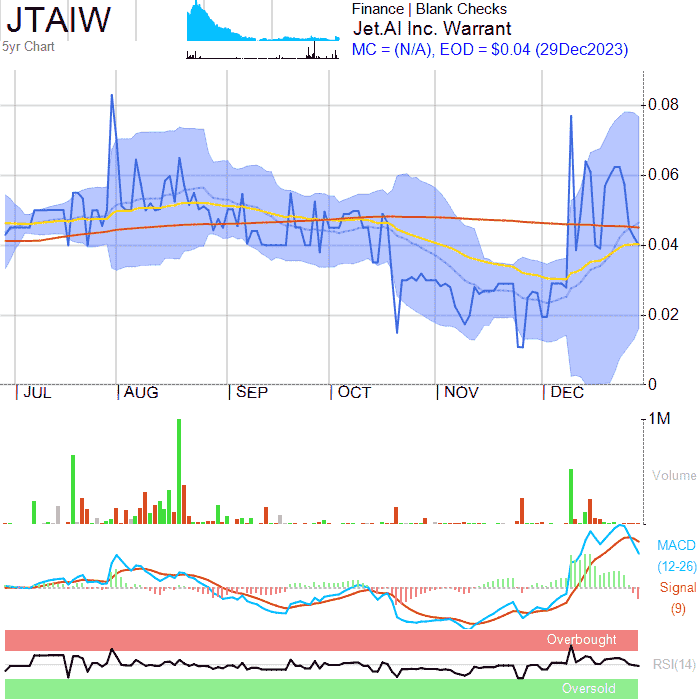 JTAIW
5yr Chart
Finance | Blank Checks
Jet.AI Inc. Warrant
MC = (N/A), EOD = $0.04 (29Dec2023)
0.08
0.06
0.04
0.02
0
JUL
AUG
SEP
OCT
NOV
DEC
1M
Volume
MACD
(12-26)
Signal
(9)
Overbought
RSI(14)
Oversold